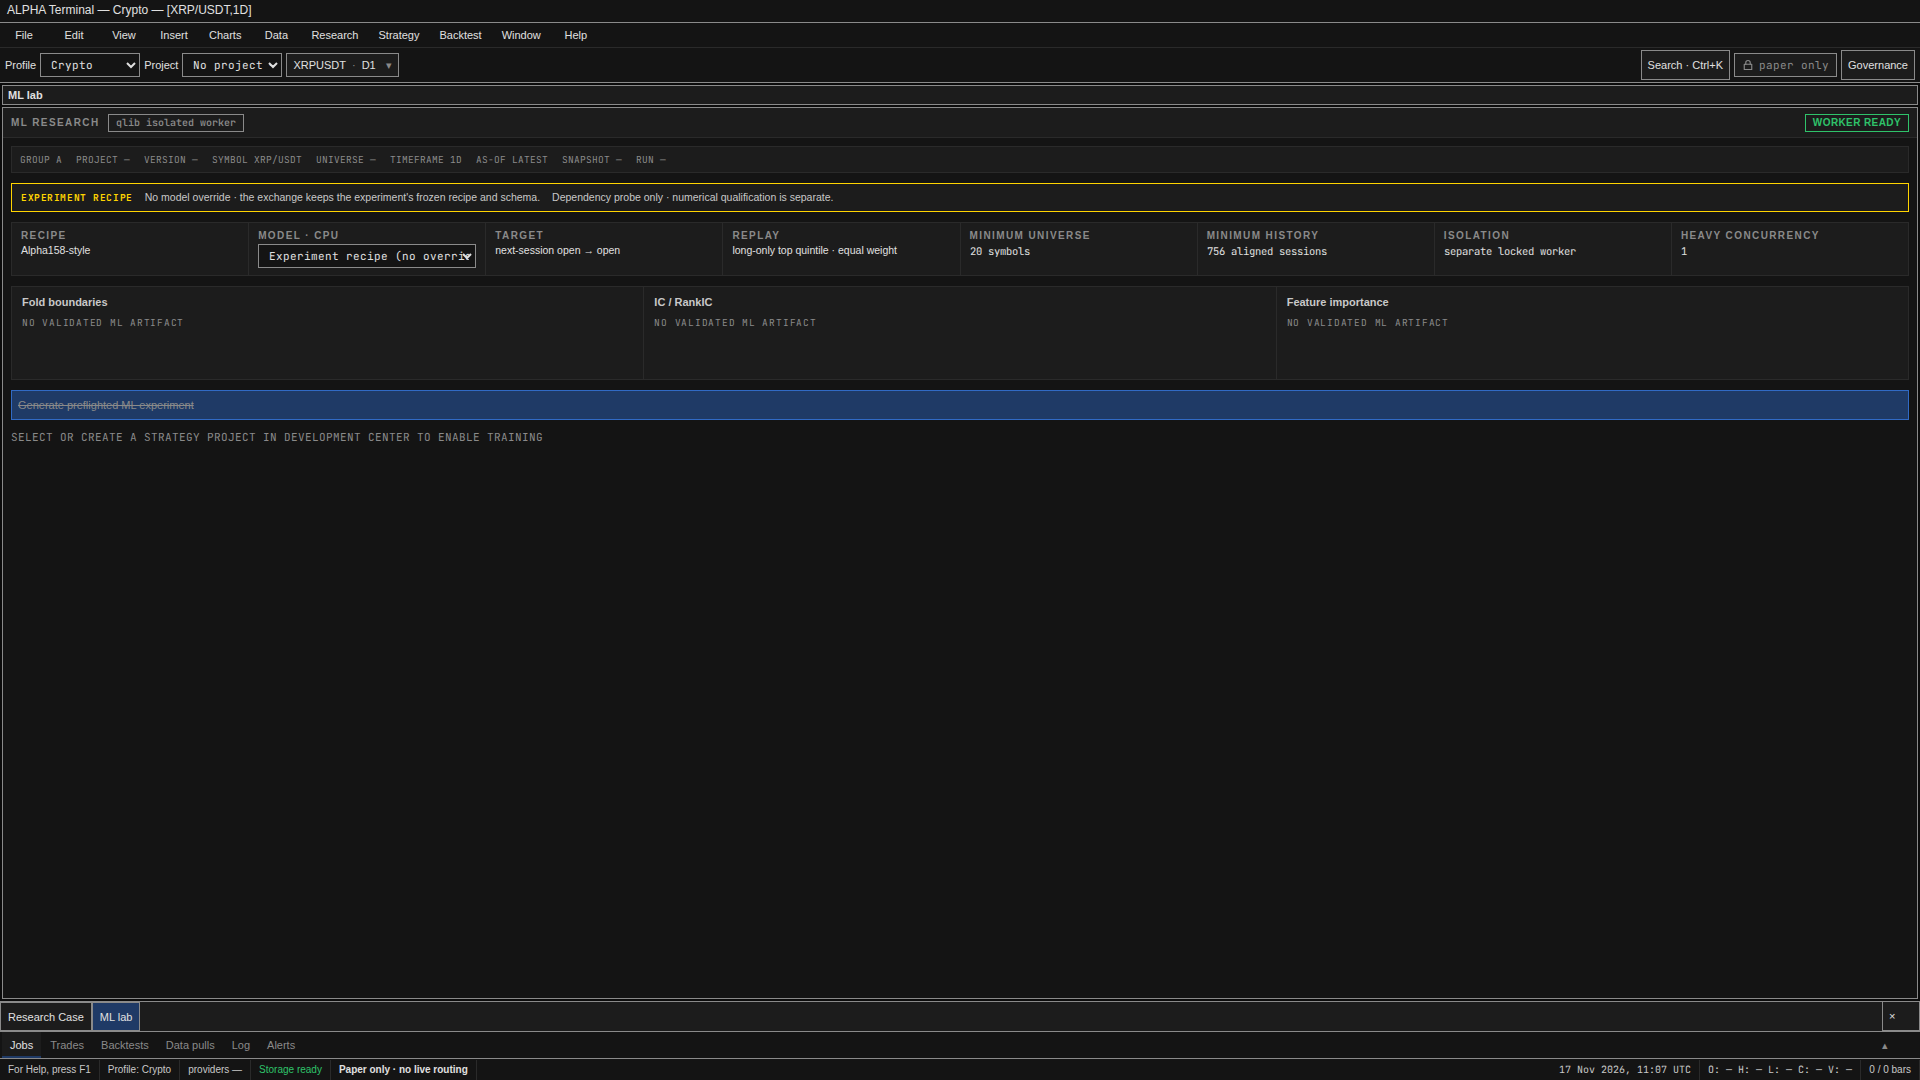 ALPHA Terminal — Crypto — [XRP/USDT,1D]
File Edit View Insert Charts Data Research Strategy Backtest Window Help
Profile Crypto Project No project XRPUSDT · D1 ▾ Search · Ctrl+K paper only Governance
ML lab
ML RESEARCH qlib isolated worker WORKER READY
GROUP A PROJECT — VERSION — SYMBOL XRP/USDT UNIVERSE — TIMEFRAME 1D AS-OF LATEST SNAPSHOT — RUN —
EXPERIMENT RECIPE No model override · the exchange keeps the experiment's frozen recipe and schema. Dependency probe only · numerical qualification is separate.
RECIPE MODEL · CPU TARGET REPLAY MINIMUM UNIVERSE MINIMUM HISTORY ISOLATION HEAVY CONCURRENCY
Alpha158-style Experiment recipe (no overri next-session open → open long-only top quintile · equal weight 20 symbols 756 aligned sessions separate locked worker 1
Fold boundaries IC / RankIC Feature importance
NO VALIDATED ML ARTIFACT NO VALIDATED ML ARTIFACT NO VALIDATED ML ARTIFACT
Generate preflighted ML experiment
SELECT OR CREATE A STRATEGY PROJECT IN DEVELOPMENT CENTER TO ENABLE TRAINING
Research Case ML lab ×
Jobs Trades Backtests Data pulls Log Alerts ▴
For Help, press F1 Profile: Crypto providers — Storage ready Paper only · no live routing 17 Nov 2026, 11:07 UTC O: — H: — L: — C: — V: — 0 / 0 bars